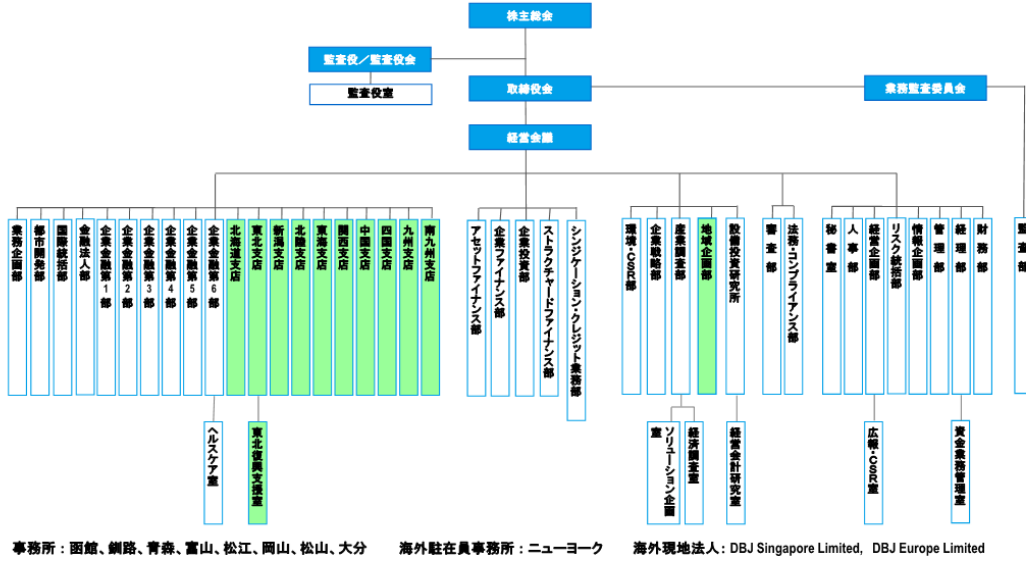 株主総会
監査役／監査役会
監査役室
取締役会
業務監査委員会
経営会議
業務企画部
都市開発部
国際統括部
金融法人部
企業金融第1部
企業金融第2部
企業金融第3部
企業金融第4部
企業金融第5部
企業金融第6部
北海道支店
東北支店
新潟支店
北陸支店
東海支店
関西支店
中国支店
四国支店
九州支店
南九州支店
アセットファイナンス部
企業ファイナンス部
企業投資部
ストラクチャードファイナンス部
シンジケーション・クレジット業務部
環境・CSR部
企業戦略部
産業調査部
地域企画部
設備投資研究所
審査部
法務・コンプライアンス部
秘書室
人事部
経営企画部
リスク統括部
情報企画部
管理部
経理部
財務部
監査部
ヘルスケア室
東北復興支援室
ソリューション企画室
経済調査室
経営会計研究室
広報・CSR室
資金業務管理室
事務所：函館、釧路、青森、富山、松江、岡山、松山、大分　海外駐在員事務所：ニューヨーク　海外現地法人：DBJ Singapore Limited, DBJ Europe Limited